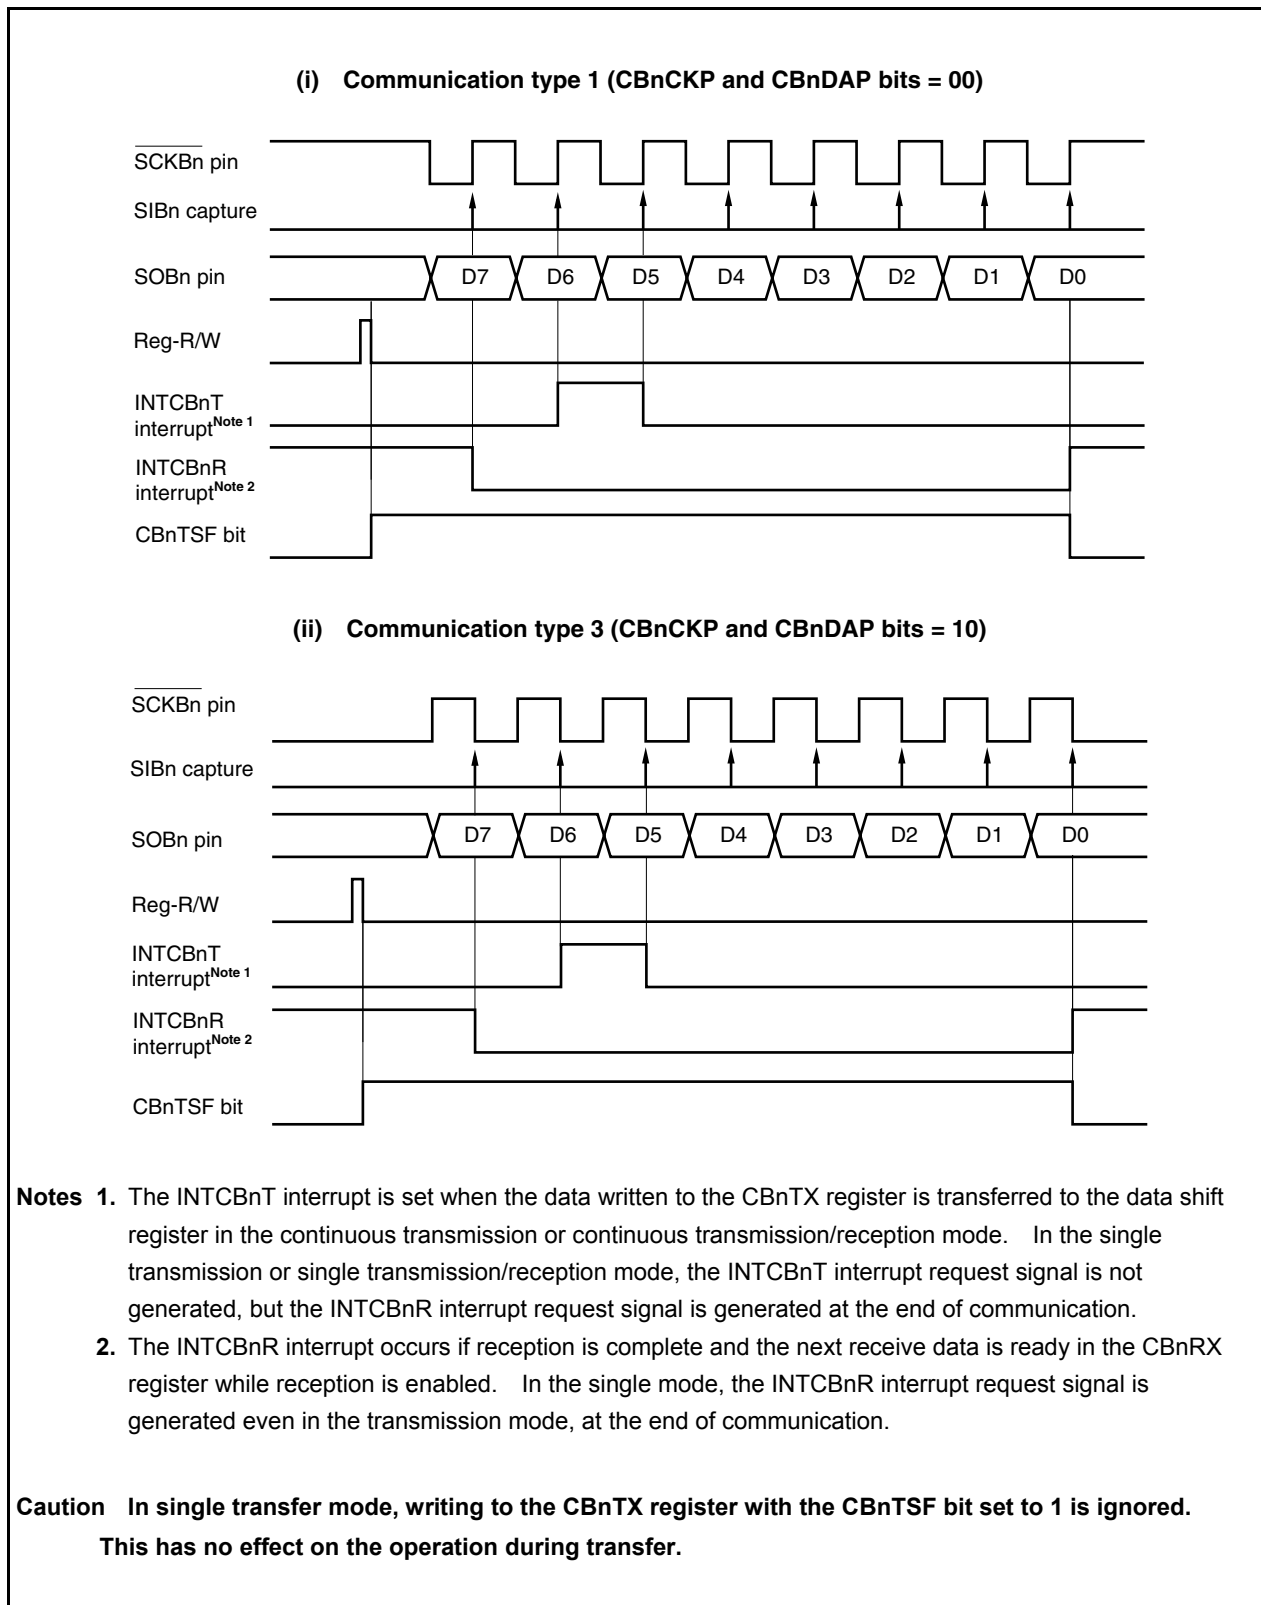 (i) Communication type 1 (CBnCKP and CBnDAP bits = 00)
SCKBn pin
SIBn capture
SOBn pin D7 D6 D5 D4 D3 D2 D1 D0
Reg-R/W
INTCBnT
interrupt Note 1
INTCBnR
interrupt Note 2
CBnTSF bit
(ii) Communication type 3 (CBnCKP and CBnDAP bits = 10)
SCKBn pin
SIBn capture
SOBn pin D7 D6 D5 D4 D3 D2 D1 D0
Reg-R/W
INTCBnT
interrupt Note 1
INTCBnR
interrupt Note 2
CBnTSF bit
Notes 1. The INTCBnT interrupt is set when the data written to the CBnTX register is transferred to the data shift
register in the continuous transmission or continuous transmission/reception mode. In the single
transmission or single transmission/reception mode, the INTCBnT interrupt request signal is not
generated, but the INTCBnR interrupt request signal is generated at the end of communication.
2. The INTCBnR interrupt occurs if reception is complete and the next receive data is ready in the CBnRX
register while reception is enabled. In the single mode, the INTCBnR interrupt request signal is
generated even in the transmission mode, at the end of communication.
Caution In single transfer mode, writing to the CBnTX register with the CBnTSF bit set to 1 is ignored.
This has no effect on the operation during transfer.